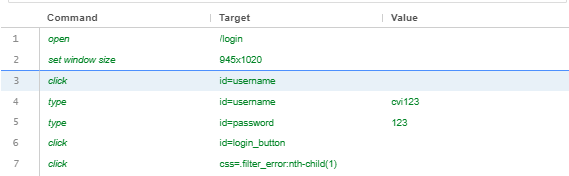 Command Target Value
1 open /login
2 set window size 945x1020
3 click id=username
4 type id=username cvi123
5 type id=password 123
6 click id=login_button
7 click css=.filter_error:nth-child(1)